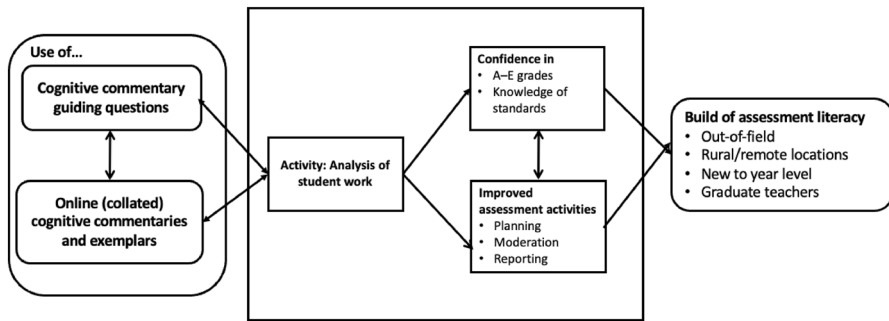 Use of...
Cognitive commentary
guiding questions
Online (collated)
cognitive commentaries
and exemplars
Activity: Analysis of
student work
Confidence in
• A–E grades
• Knowledge of
standards
Improved
assessment activities
• Planning
• Moderation
• Reporting
Build of assessment literacy
• Out-of-field
• Rural/remote locations
• New to year level
• Graduate teachers